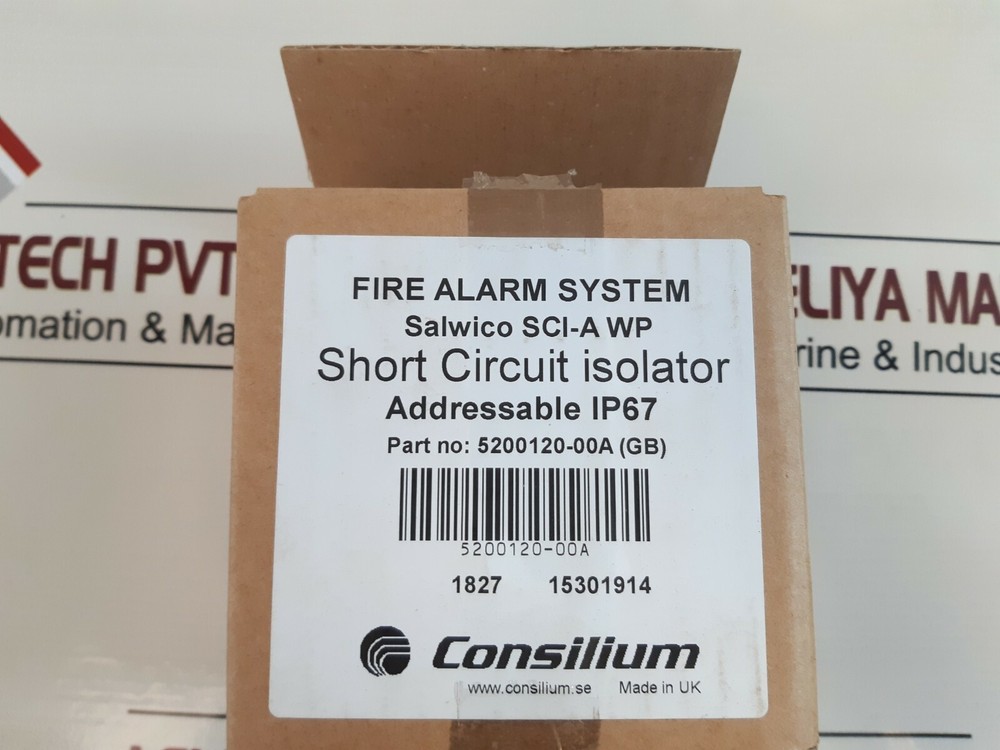 FIRE ALARM SYSTEM
Salwico SCI-A WP
Short Circuit isolator
Addressable IP67
Part no: 5200120-00A (GB)
5200120-00A
1827 15301914
Consilium
www.consilium.se Made in UK
TECH PVT
omation & Ma
ELIYA MA
rine & Indus